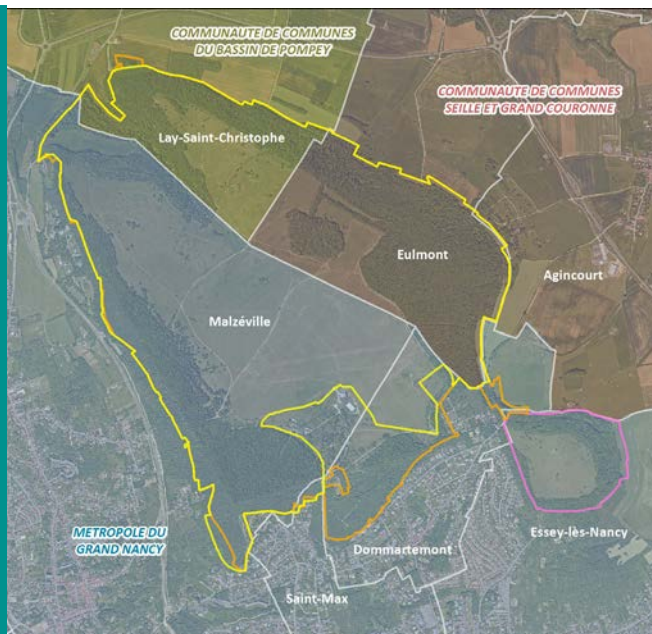 COMMUNAUTE DE COMMUNES
DU BASSIN DE POMPEY
COMMUNAUTE DE COMMUNES
SEILLE ET GRAND COURONNE
Lay-Saint-Christophe
Eulmont
Agincourt
Malzéville
METROPOLE DU
GRAND NANCY
Essey-lès-Nancy
Dommartemont
Saint-Max